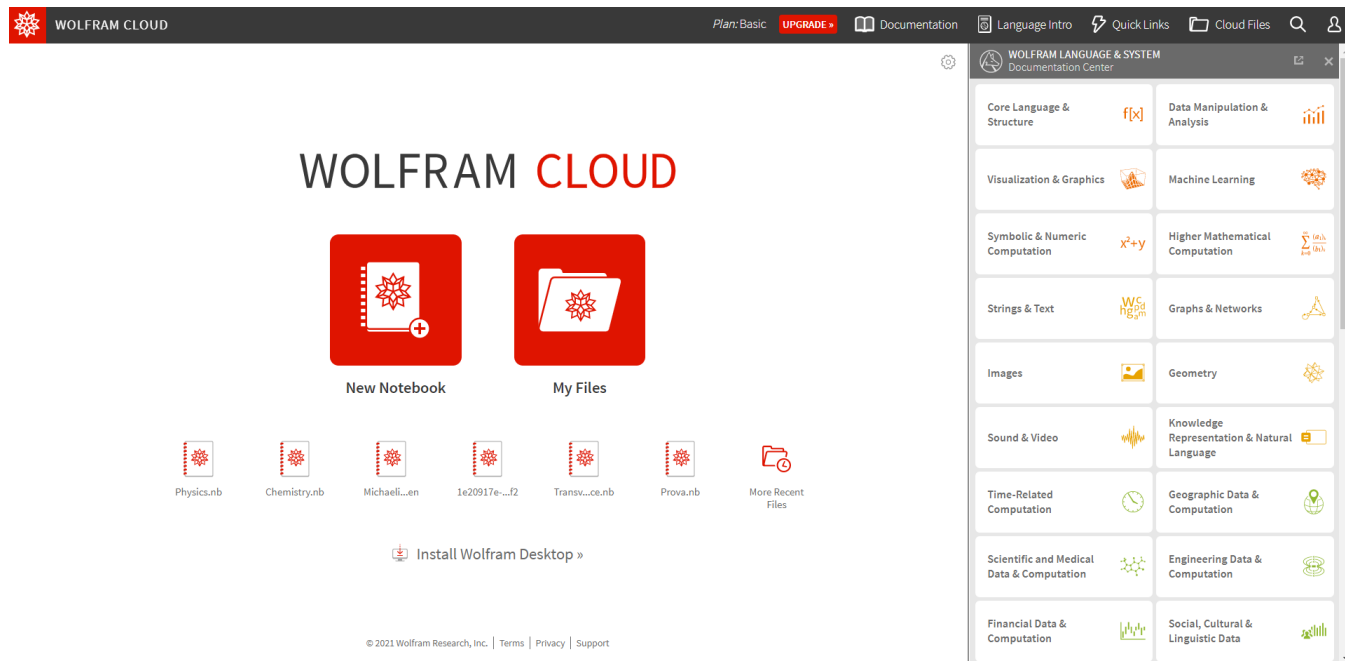 WOLFRAM CLOUD
Plan: Basic UPGRADE » Documentation Language Intro Quick Links Cloud Files
WOLFRAM CLOUD
New Notebook
My Files
Physics.nb
Chemistry.nb
Michaeli...en
1e20917e-...f2
Transv...ce.nb
Prova.nb
More Recent
Files
Install Wolfram Desktop »
© 2021 Wolfram Research, Inc. | Terms | Privacy | Support
WOLFRAM LANGUAGE & SYSTEM
Documentation Center
Core Language &
Structure
f[x]
Data Manipulation &
Analysis
Visualization & Graphics
Machine Learning
Symbolic & Numeric
Computation
x²+y
Higher Mathematical
Computation
Strings & Text
Graphs & Networks
Images
Geometry
Sound & Video
Knowledge
Representation & Natural
Language
Time-Related
Computation
Geographic Data &
Computation
Scientific and Medical
Data & Computation
Engineering Data &
Computation
Financial Data &
Computation
Social, Cultural &
Linguistic Data